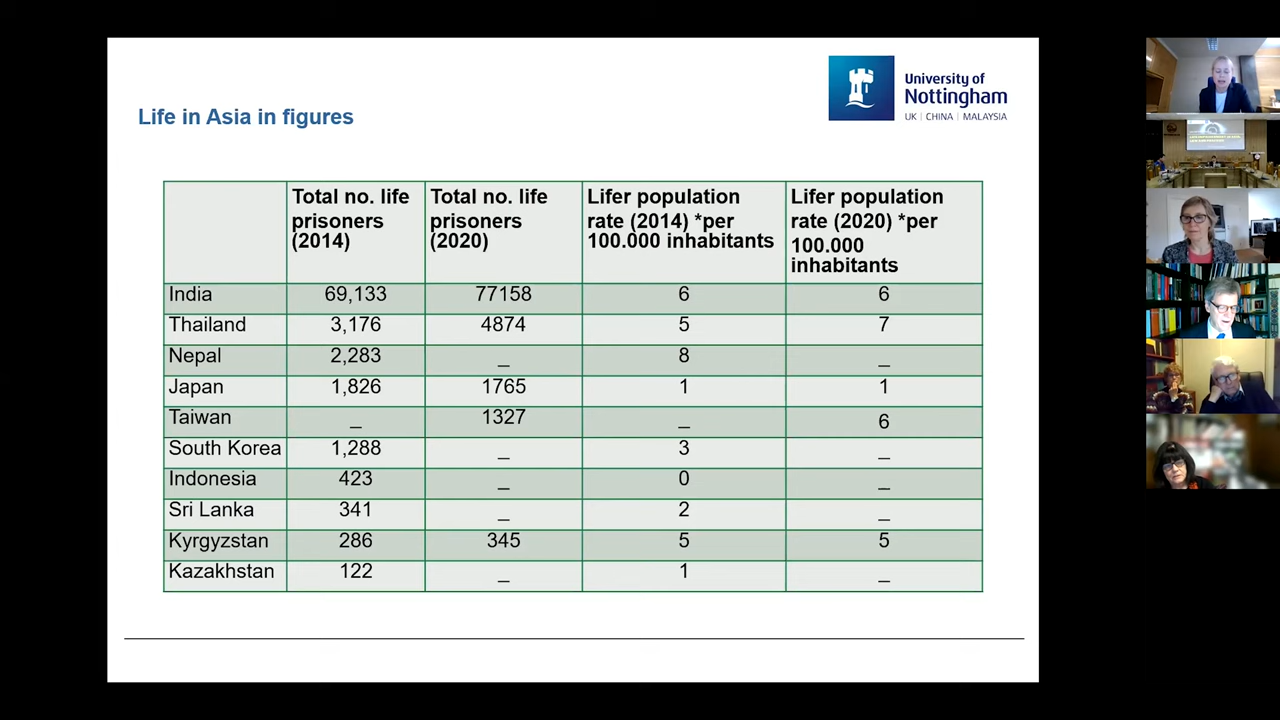 University of
Nottingham
UK | CHINA | MALAYSIA
Life in Asia in figures
Total no. life prisoners (2014) Total no. life prisoners (2020) Lifer population rate (2014) *per 100.000 inhabitants Lifer population rate (2020) *per 100.000 inhabitants
India 69,133 77158 6 6
Thailand 3,176 4874 5 7
Nepal 2,283 _ 8 _
Japan 1,826 1765 1 1
Taiwan _ 1327 _ 6
South Korea 1,288 _ 3 _
Indonesia 423 _ 0 _
Sri Lanka 341 _ 2 _
Kyrgyzstan 286 345 5 5
Kazakhstan 122 _ 1 _